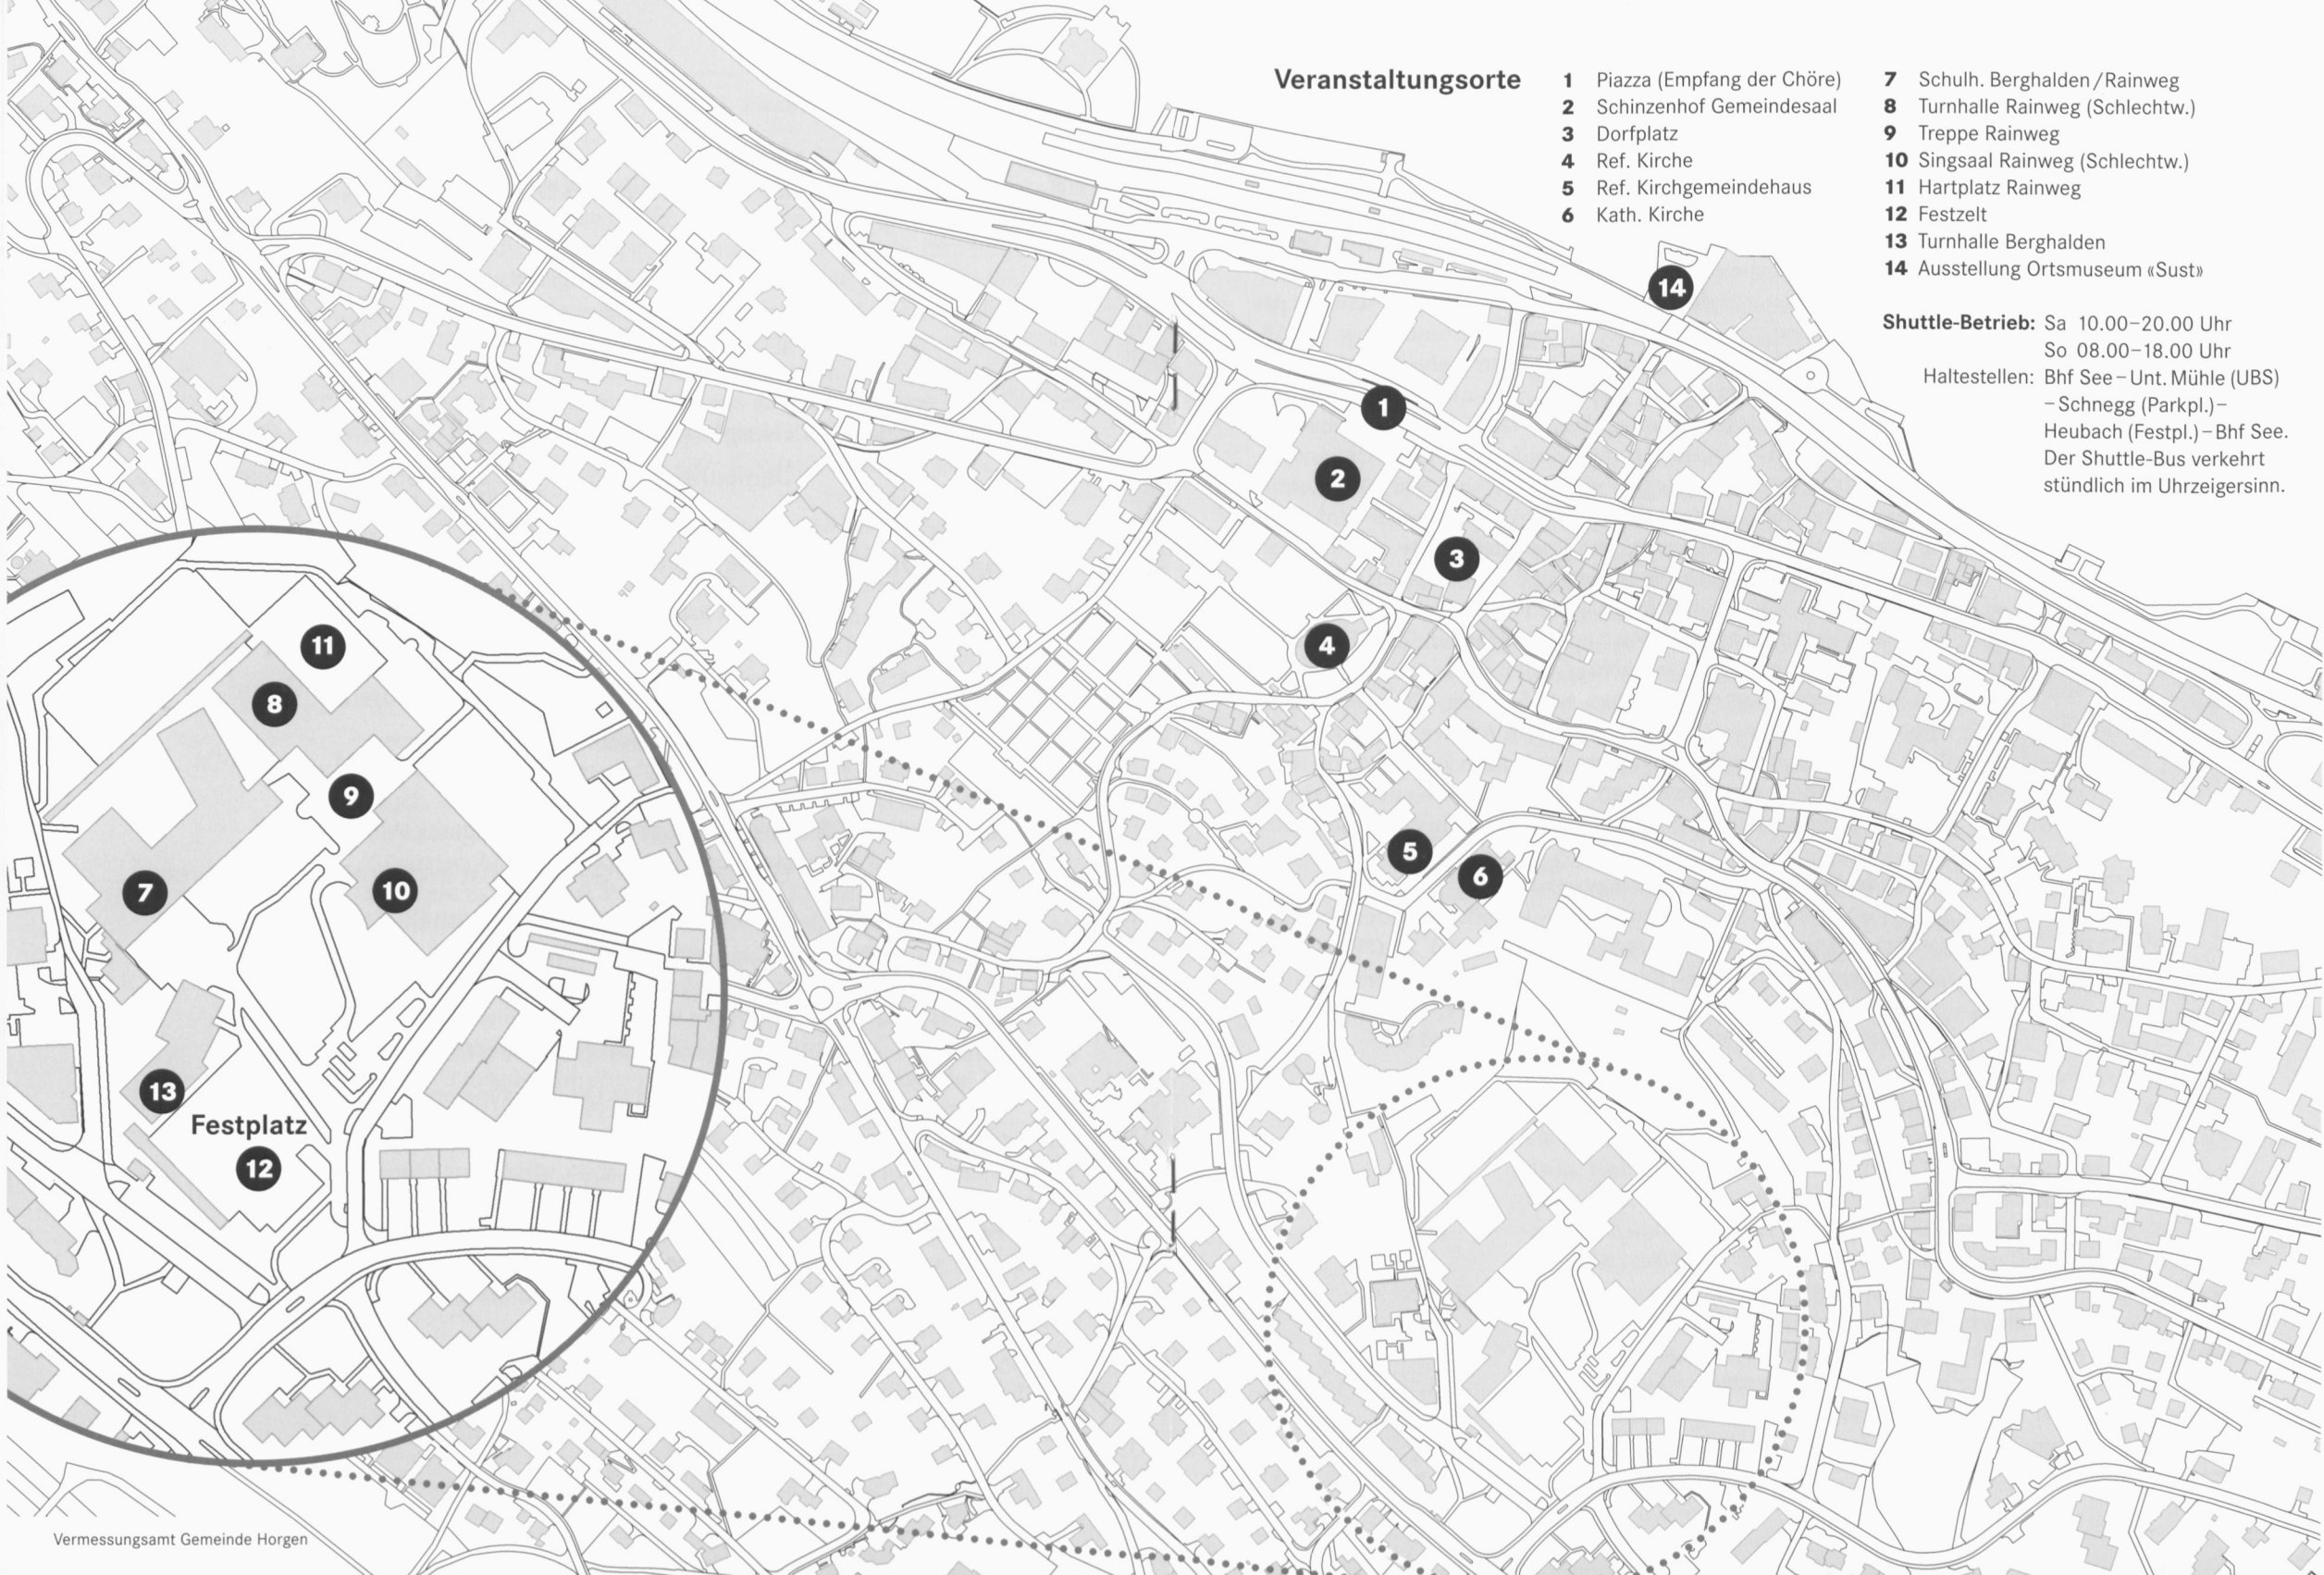 Veranstaltungsorte
1 Piazza (Empfang der Chöre)
2 Schinzenhof Gemeindesaal
3 Dorfplatz
4 Ref. Kirche
5 Ref. Kirchgemeindehaus
6 Kath. Kirche
7 Schulh. Berghalden/Rainweg
8 Turnhalle Rainweg (Schlechtw.)
9 Treppe Rainweg
10 Singsaal Rainweg (Schlechtw.)
11 Hartplatz Rainweg
12 Festzelt
13 Turnhalle Berghalden
14 Ausstellung Ortsmuseum «Sust»
Shuttle-Betrieb: Sa 10.00–20.00 Uhr
So 08.00–18.00 Uhr
Haltestellen: Bhf See–Unt. Mühle (UBS)
–Schnegg (Parkpl.)–
Heubach (Festpl.)–Bhf See.
Der Shuttle-Bus verkehrt
stündlich im Uhrzeigersinn.
14
1
2
3
4
5
6
11
8
9
7
10
13
Festplatz
12
Vermessungsamt Gemeinde Horgen